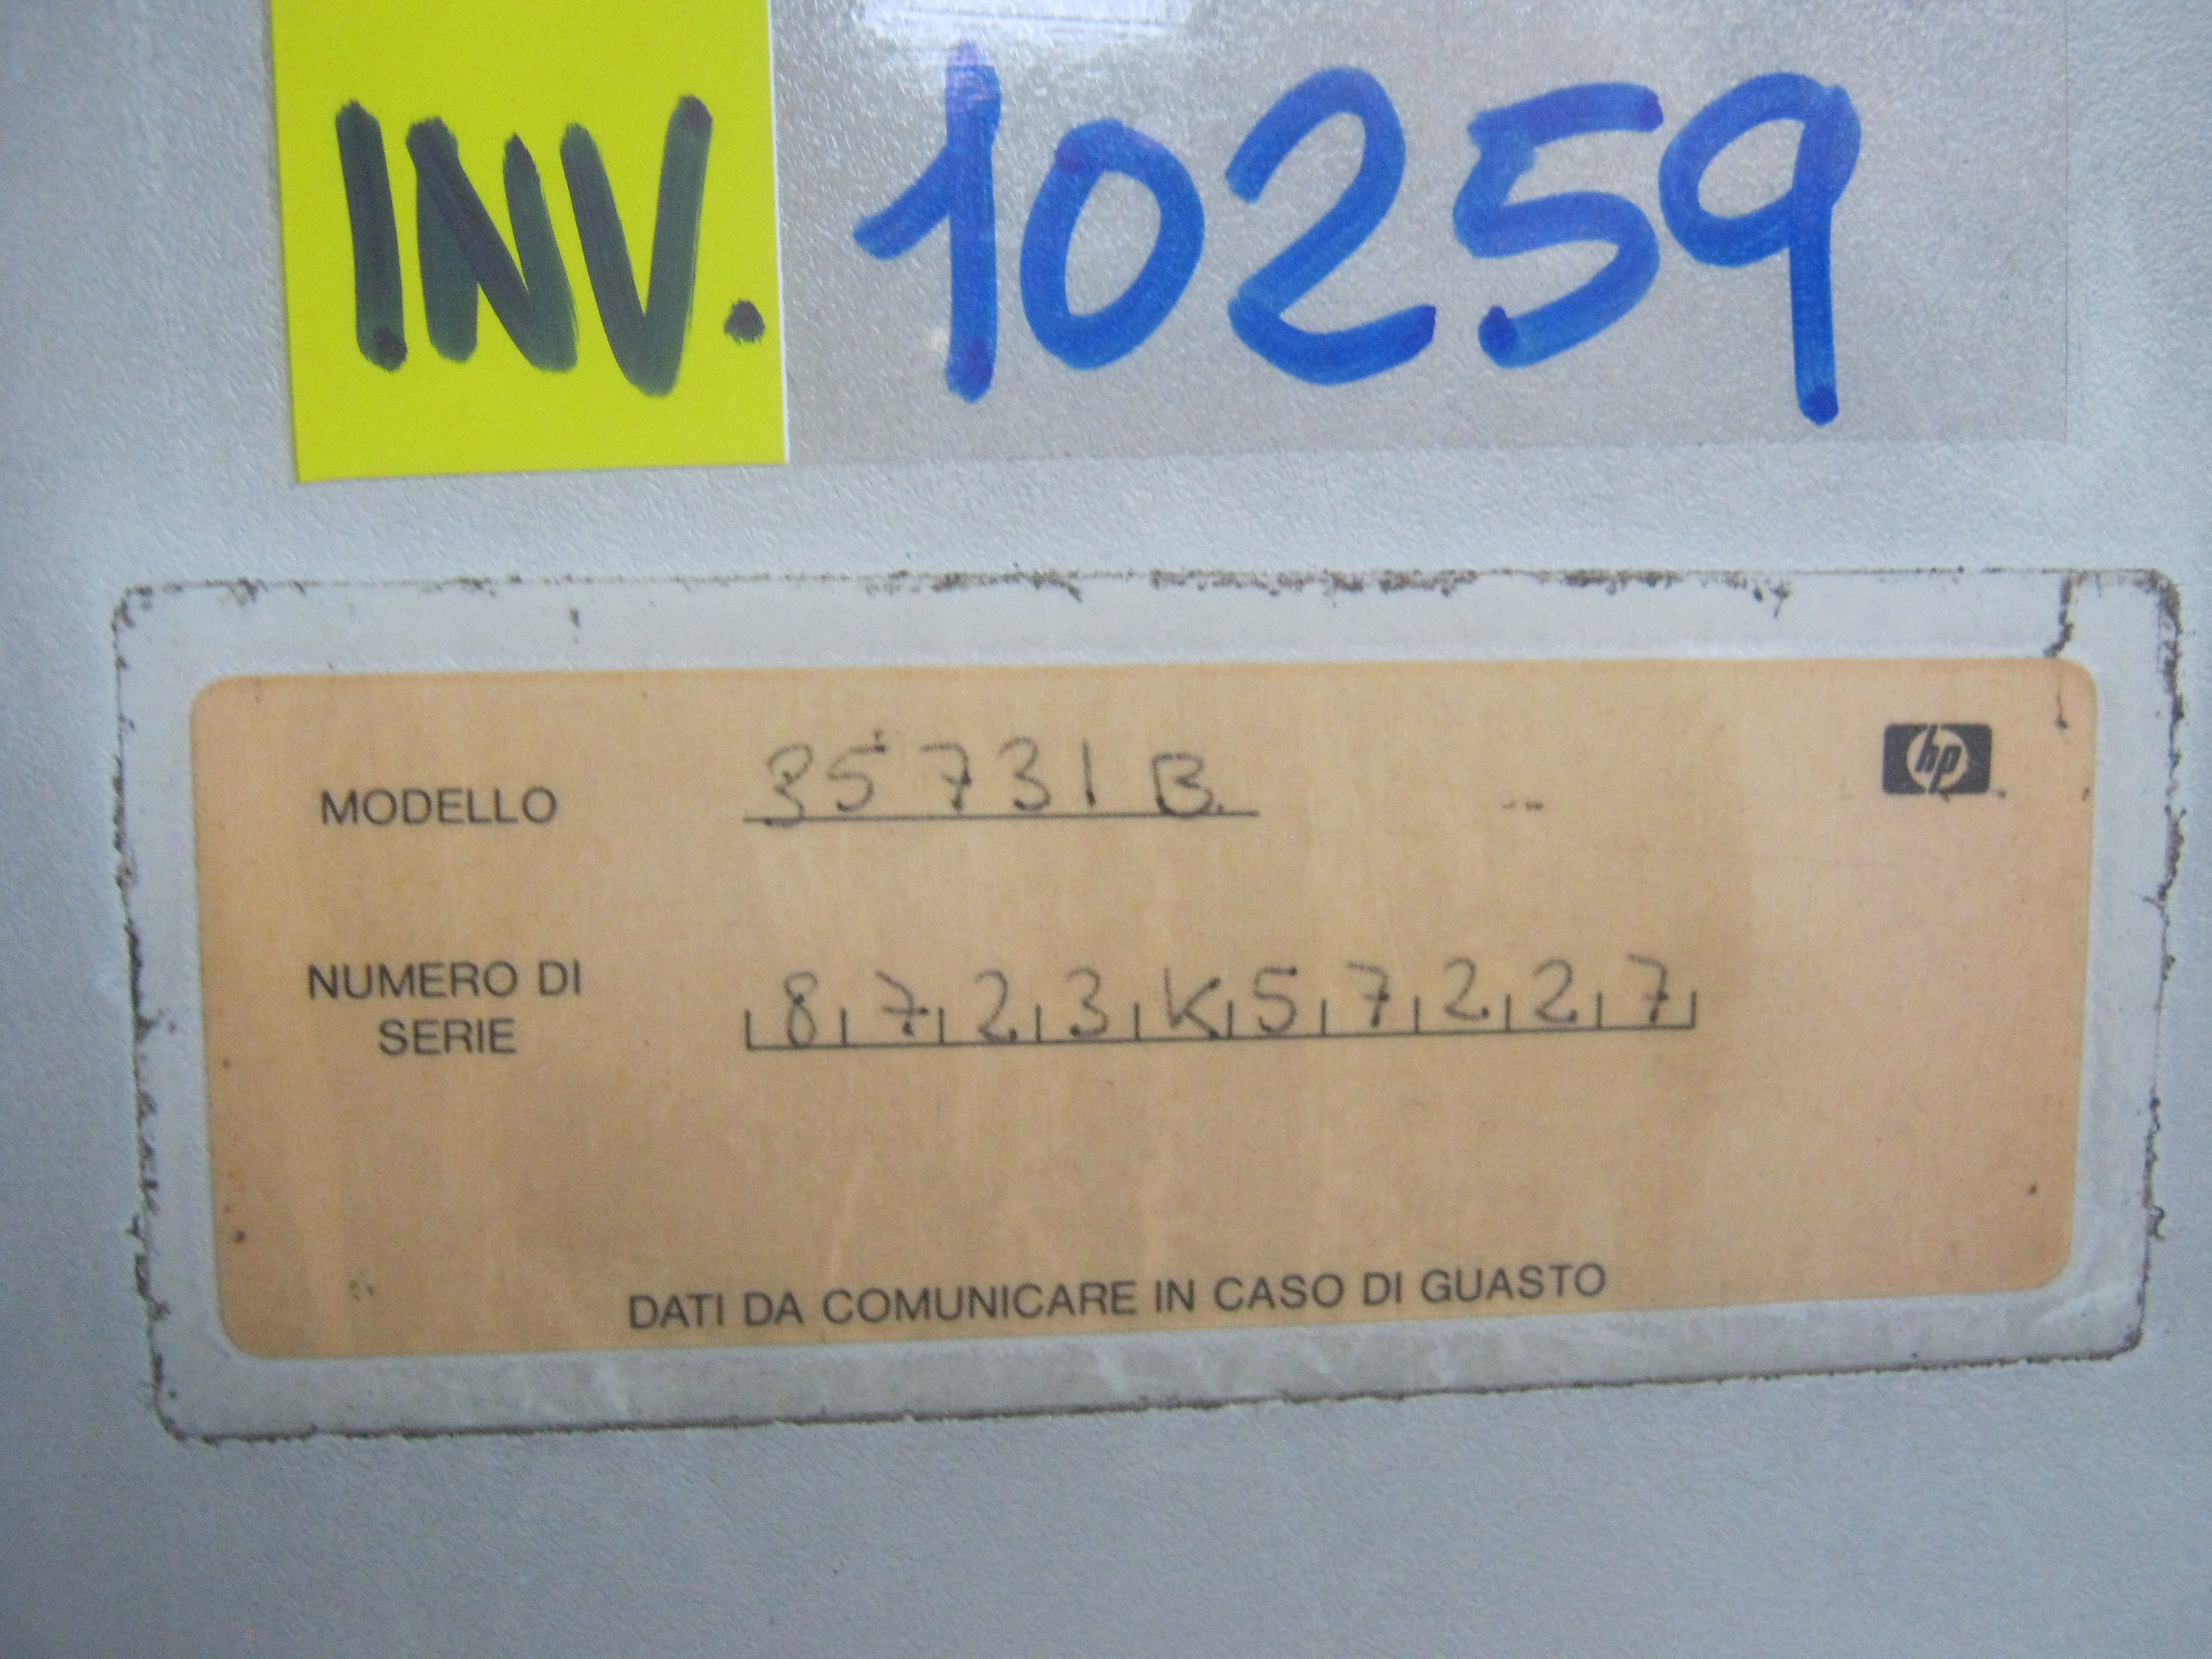 INV. 10259
hp
MODELLO 35731B
NUMERO DI
SERIE 8723K57227
DATI DA COMUNICARE IN CASO DI GUASTO